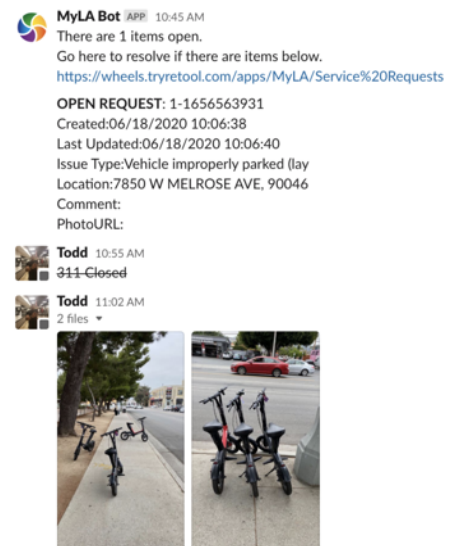 MyLA Bot APP 10:45 AM
There are 1 items open.
Go here to resolve if there are items below.
https://wheels.tryretool.com/apps/MyLA/Service%20Requests
OPEN REQUEST: 1-1656563931
Created:06/18/2020 10:06:38
Last Updated:06/18/2020 10:06:40
Issue Type:Vehicle improperly parked (lay
Location:7850 W MELROSE AVE, 90046
Comment:
PhotoURL:
Todd 10:55 AM
311 Closed
Todd 11:02 AM
2 files